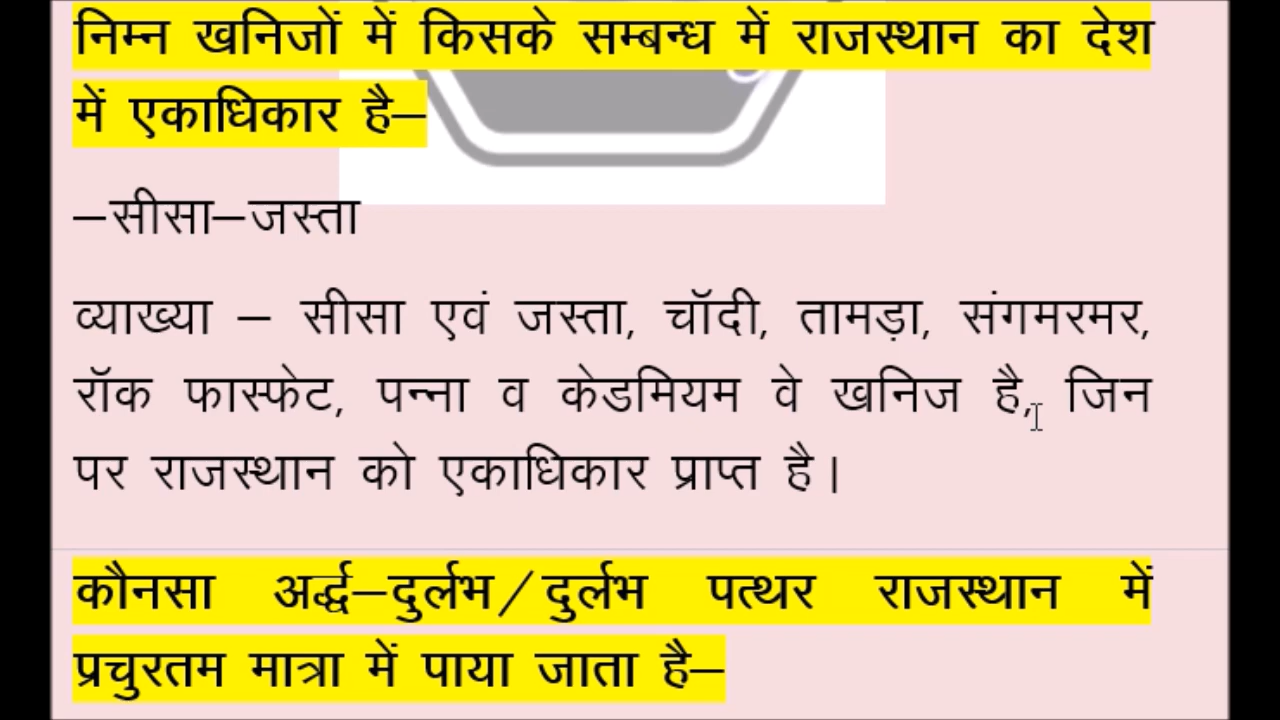 निम्न खनिजों में किसके सम्बन्ध में राजस्थान का देश
में एकाधिकार है–
–सीसा–जस्ता
व्याख्या – सीसा एवं जस्ता, चॉदी, तामड़ा, संगमरमर,
रॉक फास्फेट, पन्ना व केडमियम वे खनिज है, जिन
पर राजस्थान को एकाधिकार प्राप्त है।
कौनसा अर्द्ध–दुर्लभ/दुर्लभ पत्थर राजस्थान में
प्रचुरतम मात्रा में पाया जाता है–